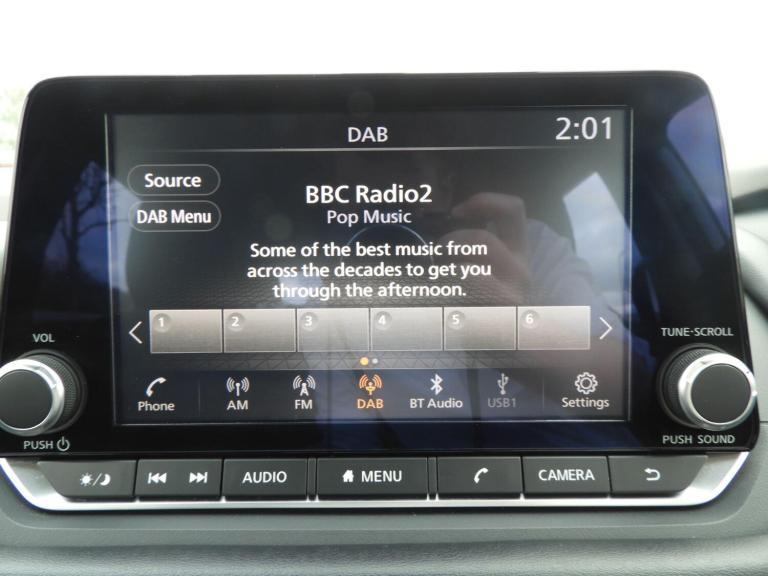 DAB
2:01
Source
DAB Menu
BBC Radio2
Pop Music
Some of the best music from
across the decades to get you
through the afternoon.
1 2 3 4 5 6
Phone AM FM DAB BT Audio USB1 Settings
VOL
PUSH
TUNE·SCROLL
PUSH SOUND
AUDIO MENU CAMERA